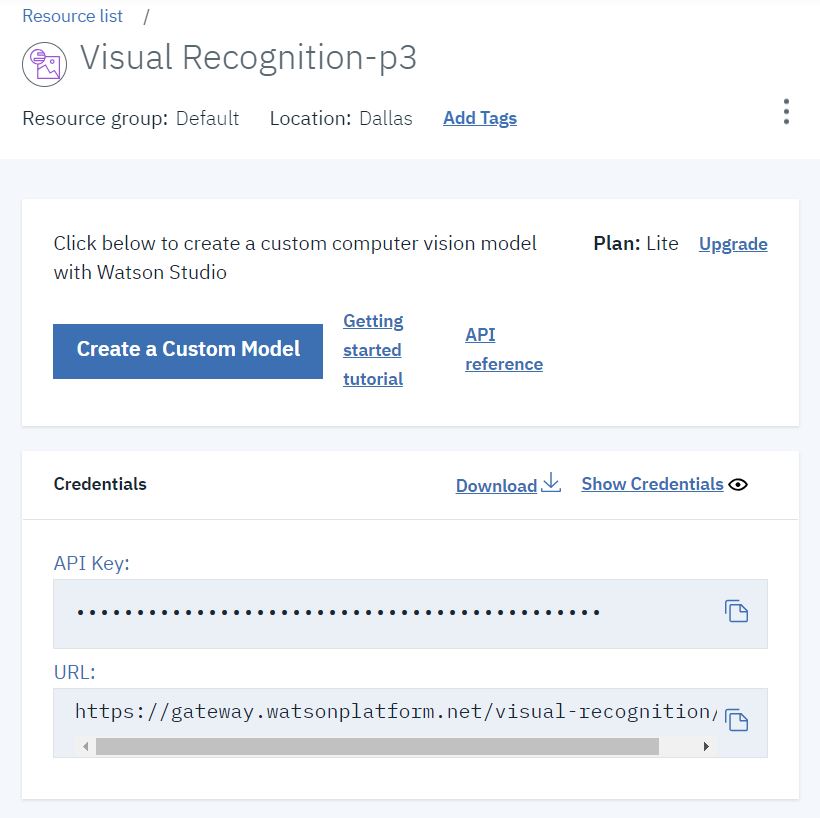 Resource list /
Visual Recognition-p3
Resource group: Default Location: Dallas Add Tags
Click below to create a custom computer vision model
with Watson Studio
Plan: Lite Upgrade
Create a Custom Model
Getting
started
tutorial
API
reference
Credentials
Download
Show Credentials
API Key:
••••••••••••••••••••••••••••••••••••••••••••
URL:
https://gateway.watsonplatform.net/visual-recognition/